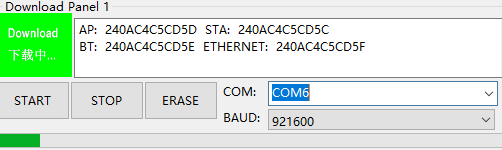 Download Panel 1
Download
下载中...
AP: 240AC4C5CD5D STA: 240AC4C5CD5C
BT: 240AC4C5CD5E ETHERNET: 240AC4C5CD5F
START STOP ERASE
COM: COM6
BAUD: 921600